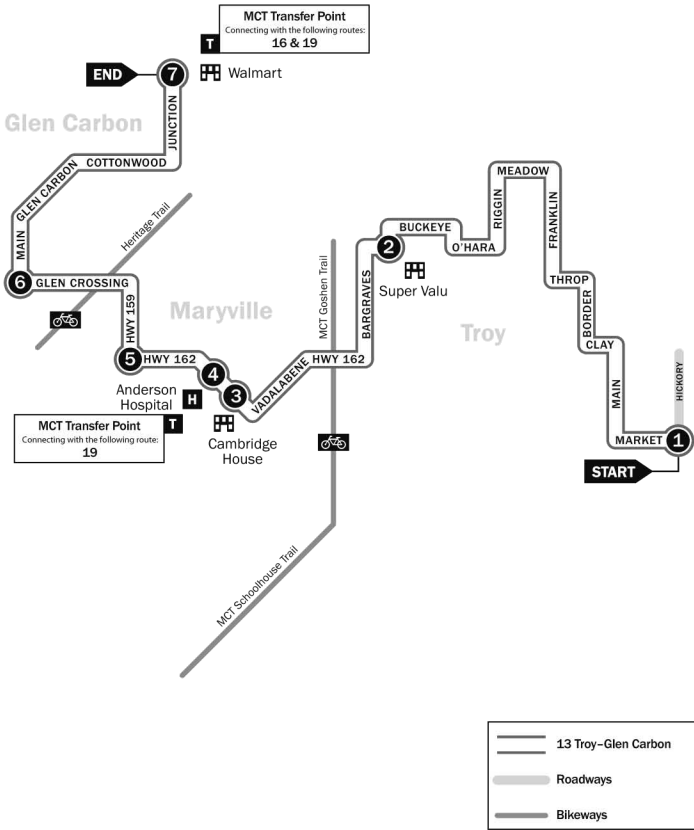 MCT Transfer Point
Connecting with the following routes:
16 & 19
T
END
7
Walmart
JUNCTION
Glen Carbon
COTTONWOOD
GLEN CARBON
MAIN
Heritage Trail
6
GLEN CROSSING
HWY 159
Maryville
5
HWY 162
4
3
Anderson
Hospital
H
T
MCT Transfer Point
Connecting with the following route:
19
Cambridge
House
VADALABENE
HWY 162
MCT Goshen Trail
MCT Schoolhouse Trail
BARGRAVES
2
BUCKEYE
O'HARA
Super Valu
RIGGIN
MEADOW
FRANKLIN
Troy
THROP
BORDER
CLAY
MAIN
MARKET
1
HICKORY
START
13 Troy–Glen Carbon
Roadways
Bikeways